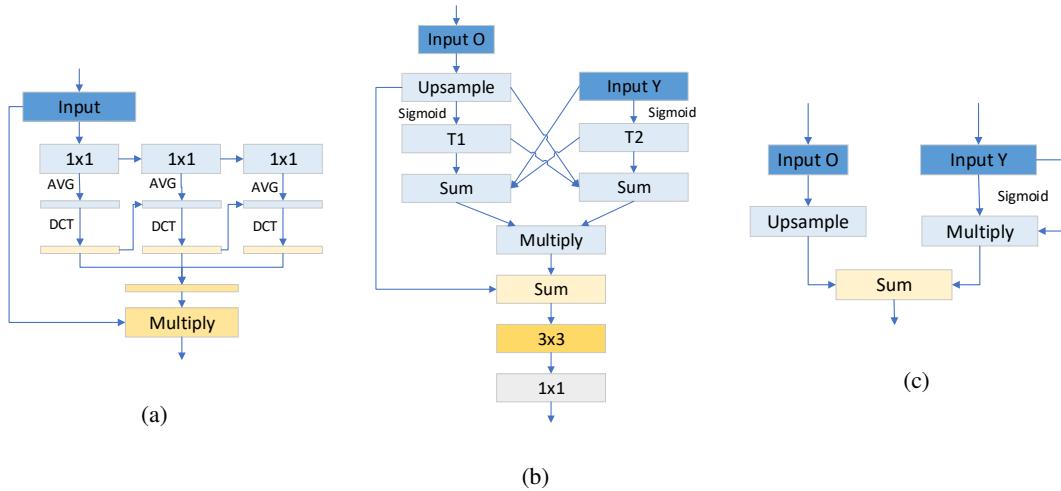 Input
1x1 1x1 1x1
AVG AVG AVG
DCT DCT DCT
Multiply
(a)
Input O
Upsample Input Y
Sigmoid Sigmoid
T1 T2
Sum Sum
Multiply
Sum
3x3
1x1
(b)
Input O Input Y
Sigmoid
Upsample Multiply
Sum
(c)